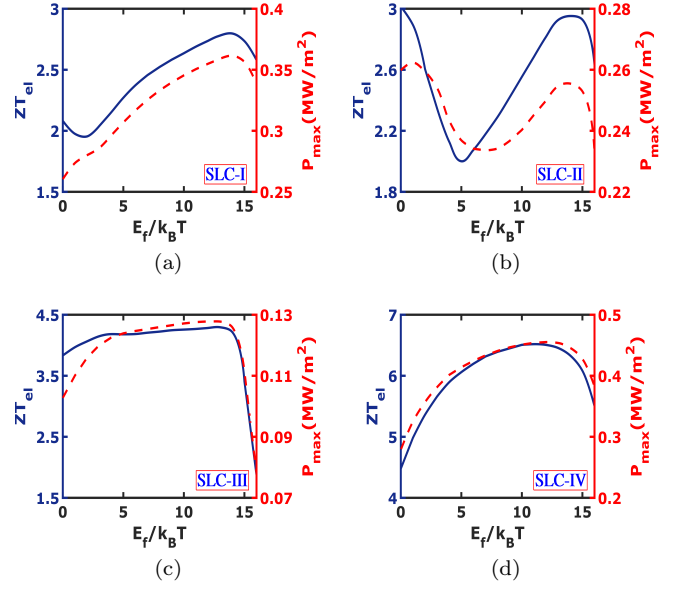 3
2.6
2
1.5
ZT_el
0.4
0.35
0.3
0.25
P_max(MW/m^2)
SLC-I
0 5 10 15
E_f/k_BT
(a)
3
2.6
2.2
1.8
ZT_el
0.28
0.26
0.24
0.22
P_max(MW/m^2)
SLC-II
0 5 10 15
E_f/k_BT
(b)
4.5
3.5
2.5
1.5
ZT_el
0.13
0.11
0.09
0.07
P_max(MW/m^2)
SLC-III
0 5 10 15
E_f/k_BT
(c)
7
6
5
4
ZT_el
0.5
0.4
0.3
0.2
P_max(MW/m^2)
SLC-IV
0 5 10 15
E_f/k_BT
(d)